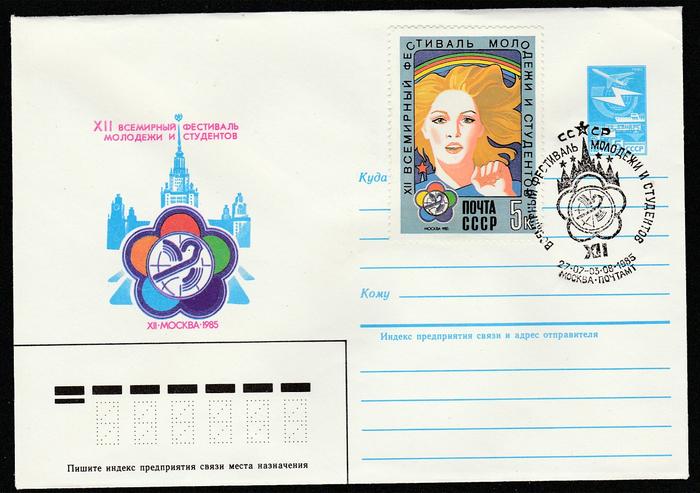 XII ВСЕМИРНЫЙ ФЕСТИВАЛЬ
МОЛОДЕЖИ И СТУДЕНТОВ
XII•МОСКВА•1985
XII ВСЕМИРНЫЙ ФЕСТИВАЛЬ МОЛОДЕЖИ И СТУДЕНТОВ
МОСКВА 1985
ПОЧТА
СССР
5к
СССР
СССР
ВСЕМИРНЫЙ ФЕСТИВАЛЬ МОЛОДЕЖИ И СТУДЕНТОВ
XII
27•07-03•08•1985
МОСКВА•ПОЧТАМТ
Куда
Кому
Индекс предприятия связи и адрес отправителя
Пишите индекс предприятия связи места назначения